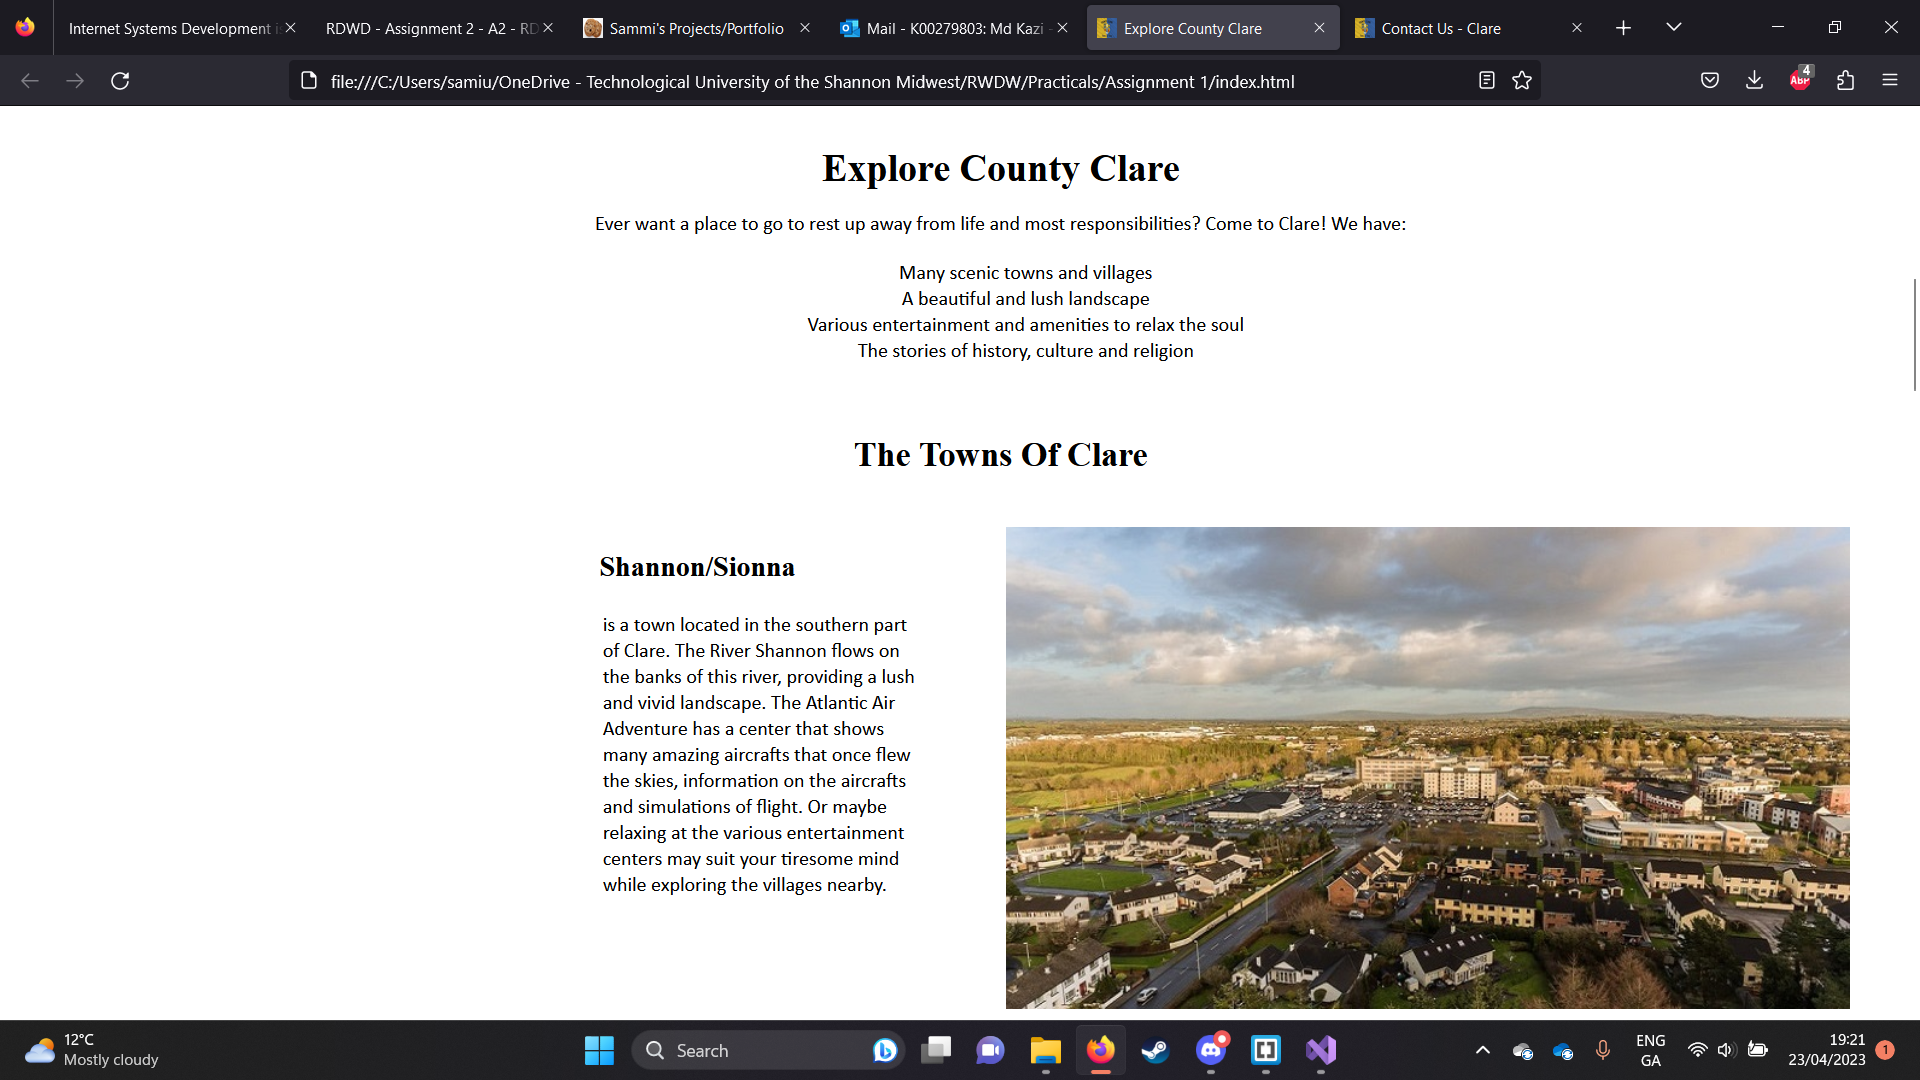 Internet Systems Development i
RDWD - Assignment 2 - A2 - RD
Sammi's Projects/Portfolio
Mail - K00279803: Md Kazi -
Explore County Clare
Contact Us - Clare
file:///C:/Users/samiu/OneDrive - Technological University of the Shannon Midwest/RWDW/Practicals/Assignment 1/index.html
ABP
4
Explore County Clare
Ever want a place to go to rest up away from life and most responsibilities? Come to Clare! We have:
Many scenic towns and villages
A beautiful and lush landscape
Various entertainment and amenities to relax the soul
The stories of history, culture and religion
The Towns Of Clare
Shannon/Sionna
is a town located in the southern part
of Clare. The River Shannon flows on
the banks of this river, providing a lush
and vivid landscape. The Atlantic Air
Adventure has a center that shows
many amazing aircrafts that once flew
the skies, information on the aircrafts
and simulations of flight. Or maybe
relaxing at the various entertainment
centers may suit your tiresome mind
while exploring the villages nearby.
12°C
Mostly cloudy
Search
ENG
GA
19:21
23/04/2023
1